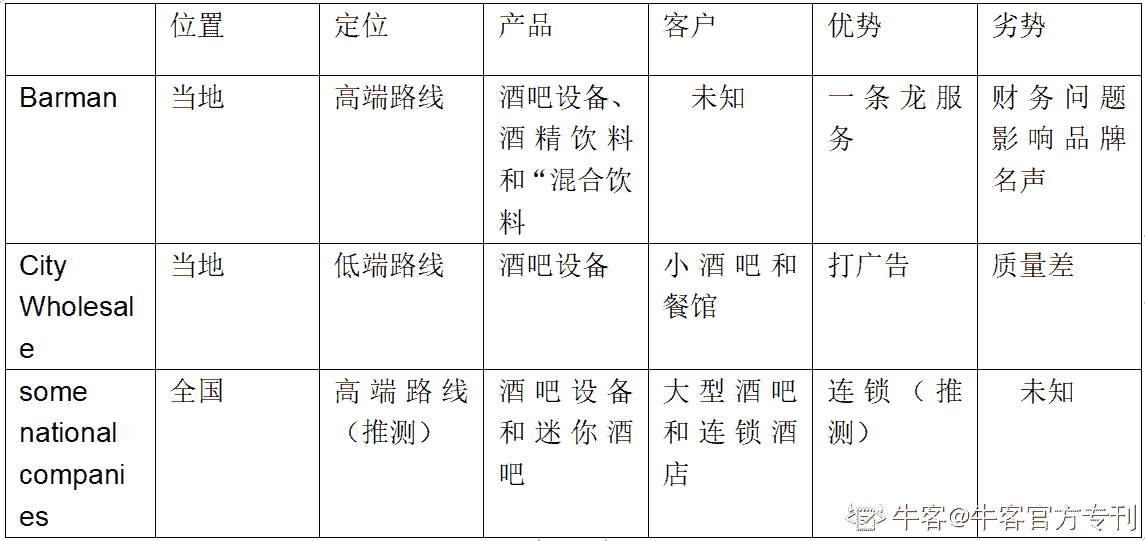 位置 定位 产品 客户 优势 劣势
Barman 当地 高端路线 酒吧设备、 未知 一条龙服 财务问题
酒精饮料 务 影响品牌
和“混合饮 名声
料
City 当地 低端路线 酒吧设备 小酒吧和 打广告 质量差
Wholesal 餐馆
e
some 全国 高端路线 酒吧设备 大型酒吧 连锁（推 未知
national （推测） 和迷你酒 和连锁酒 测）
compani 吧 店
es
牛客@牛客官方专刊